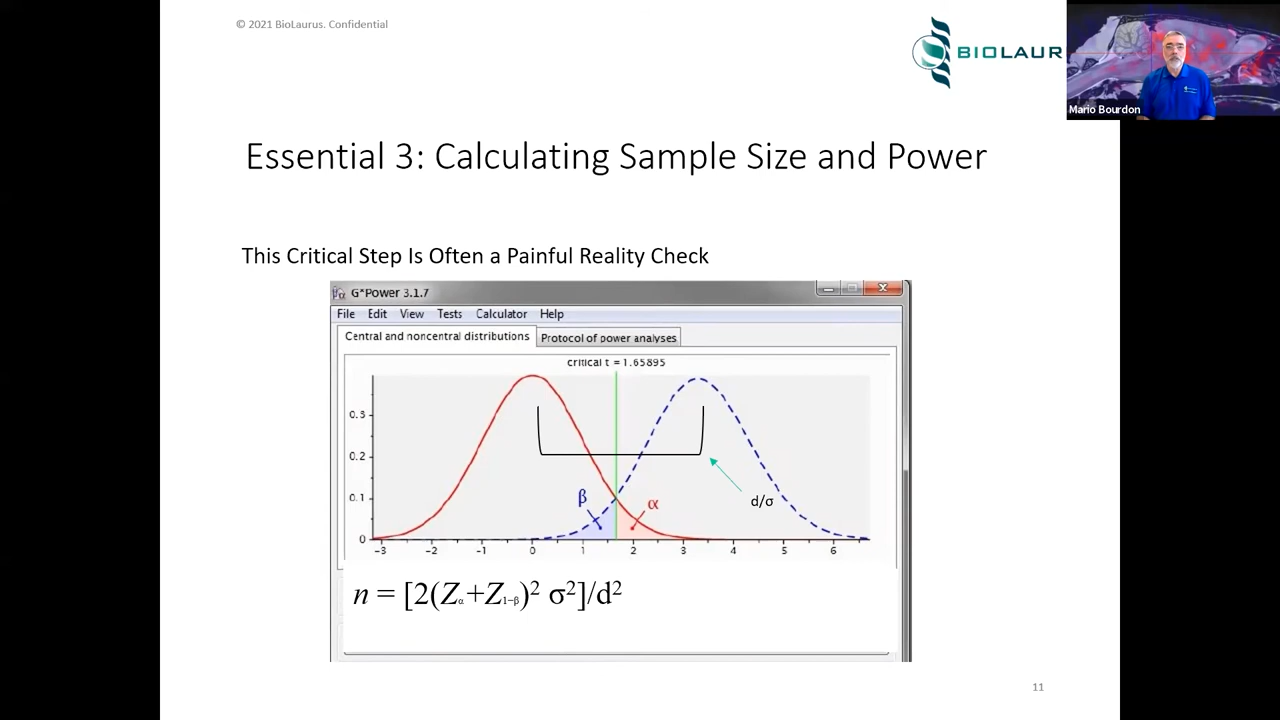 © 2021 BioLaurus. Confidential
BIOLAUR
Mario Bourdon
Essential 3: Calculating Sample Size and Power
This Critical Step Is Often a Painful Reality Check
G*Power 3.1.7
File Edit View Tests Calculator Help
Central and noncentral distributions Protocol of power analyses
critical t = 1.65895
0.3
0.2
0.1
0
β
α
d/σ
-3 -2 -1 0 1 2 3 4 5 6
n = [2(Zα+Z1−β)² σ²]/d²
11